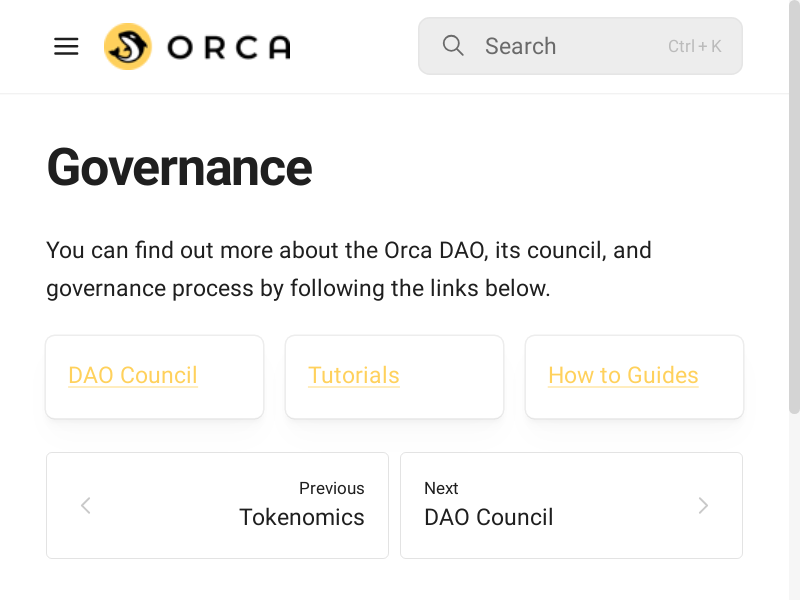 ORCA
Search
Ctrl + K
Governance
You can find out more about the Orca DAO, its council, and
governance process by following the links below.
DAO Council
Tutorials
How to Guides
Previous
Tokenomics
Next
DAO Council